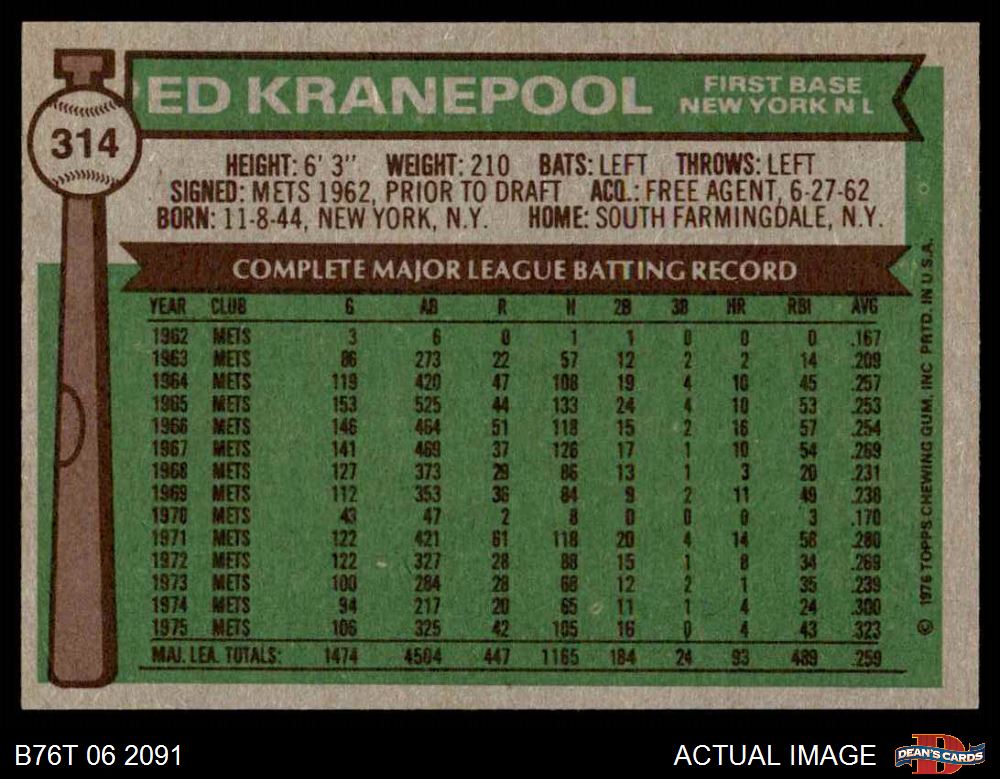 314
ED KRANEPOOL
FIRST BASE
NEW YORK N L
HEIGHT: 6' 3" WEIGHT: 210 BATS: LEFT THROWS: LEFT
SIGNED: METS 1962, PRIOR TO DRAFT ACQ.: FREE AGENT, 6-27-62
BORN: 11-8-44, NEW YORK, N.Y. HOME: SOUTH FARMINGDALE, N.Y.
COMPLETE MAJOR LEAGUE BATTING RECORD
YEAR CLUB G AB R H 2B 3B HR RBI AVG
1962 METS 3 6 0 1 1 0 0 0 .167
1963 METS 86 273 22 57 12 2 2 14 .209
1964 METS 119 420 47 108 19 4 10 45 .257
1965 METS 153 525 44 133 24 4 10 53 .253
1966 METS 146 464 51 118 15 2 16 57 .254
1967 METS 141 469 37 126 17 1 10 54 .269
1968 METS 127 373 29 86 13 1 3 20 .231
1969 METS 112 353 36 84 9 2 11 49 .238
1970 METS 43 47 2 8 0 0 0 3 .170
1971 METS 122 421 61 118 20 4 14 58 .280
1972 METS 122 327 28 88 15 1 8 34 .269
1973 METS 100 284 28 68 12 2 1 35 .239
1974 METS 94 217 20 65 11 1 4 24 .300
1975 METS 106 325 42 105 16 0 4 43 .323
MAJ. LEA. TOTALS: 1474 4504 447 1165 184 24 93 489 .259
© 1976 TOPPS CHEWING GUM, INC PRTD. IN U.S.A.
B76T 06 2091
ACTUAL IMAGE
DEAN'S CARDS